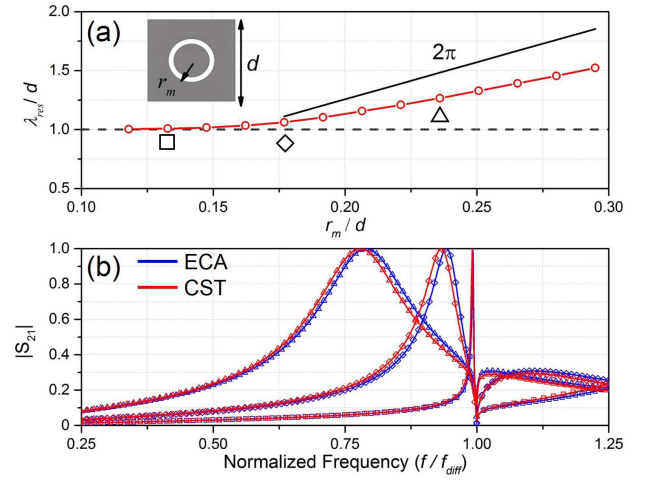 (a)
2.0
1.5
1.0
0.5
λres / d
rm
d
2π
0.10 0.15 0.20 0.25 0.30
rm / d
(b)
ECA
CST
1.0
0.8
0.6
0.4
0.2
0
|S21|
0.25 0.50 0.75 1.00 1.25
Normalized Frequency (f / fdiff)